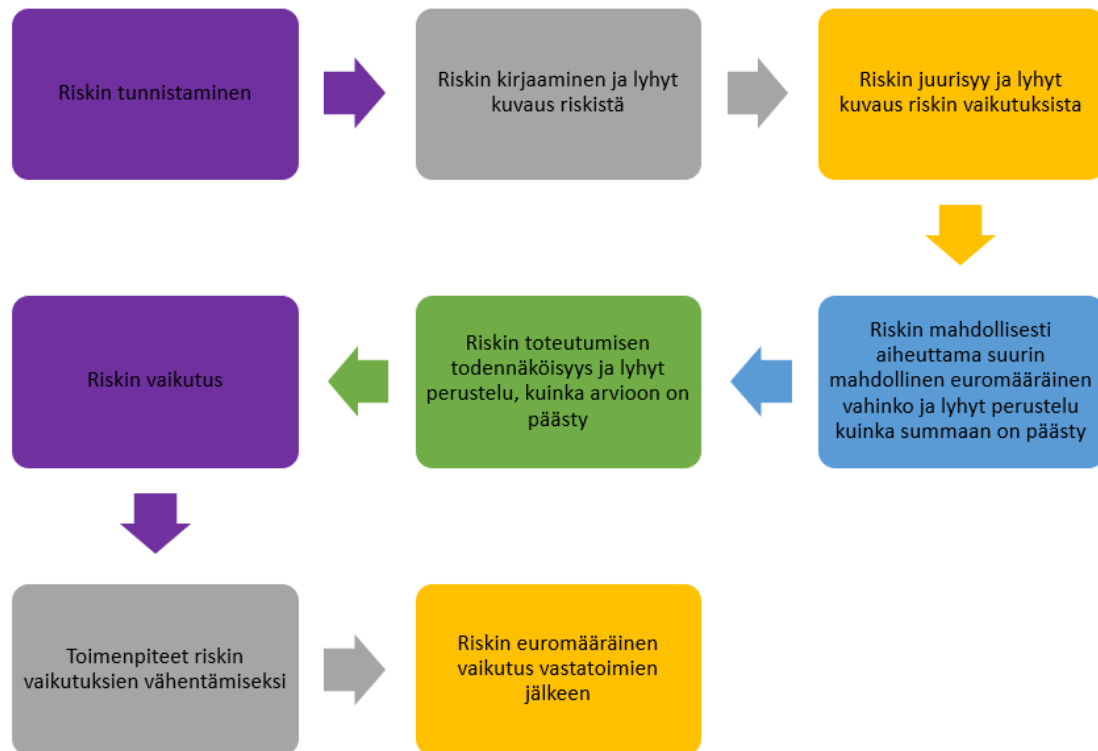 Riskin tunnistaminen
Riskin kirjaaminen ja lyhyt
kuvaus riskistä
Riskin juurisyy ja lyhyt
kuvaus riskin vaikutuksista
Riskin mahdollisesti
aiheuttama suurin
mahdollinen euromääräinen
vahinko ja lyhyt perustelu
kuinka summaan on päästy
Riskin toteutumisen
todennäköisyys ja lyhyt
perustelu, kuinka arvioon on
päästy
Riskin vaikutus
Toimenpiteet riskin
vaikutuksien vähentämiseksi
Riskin euromääräinen
vaikutus vastatoimien
jälkeen